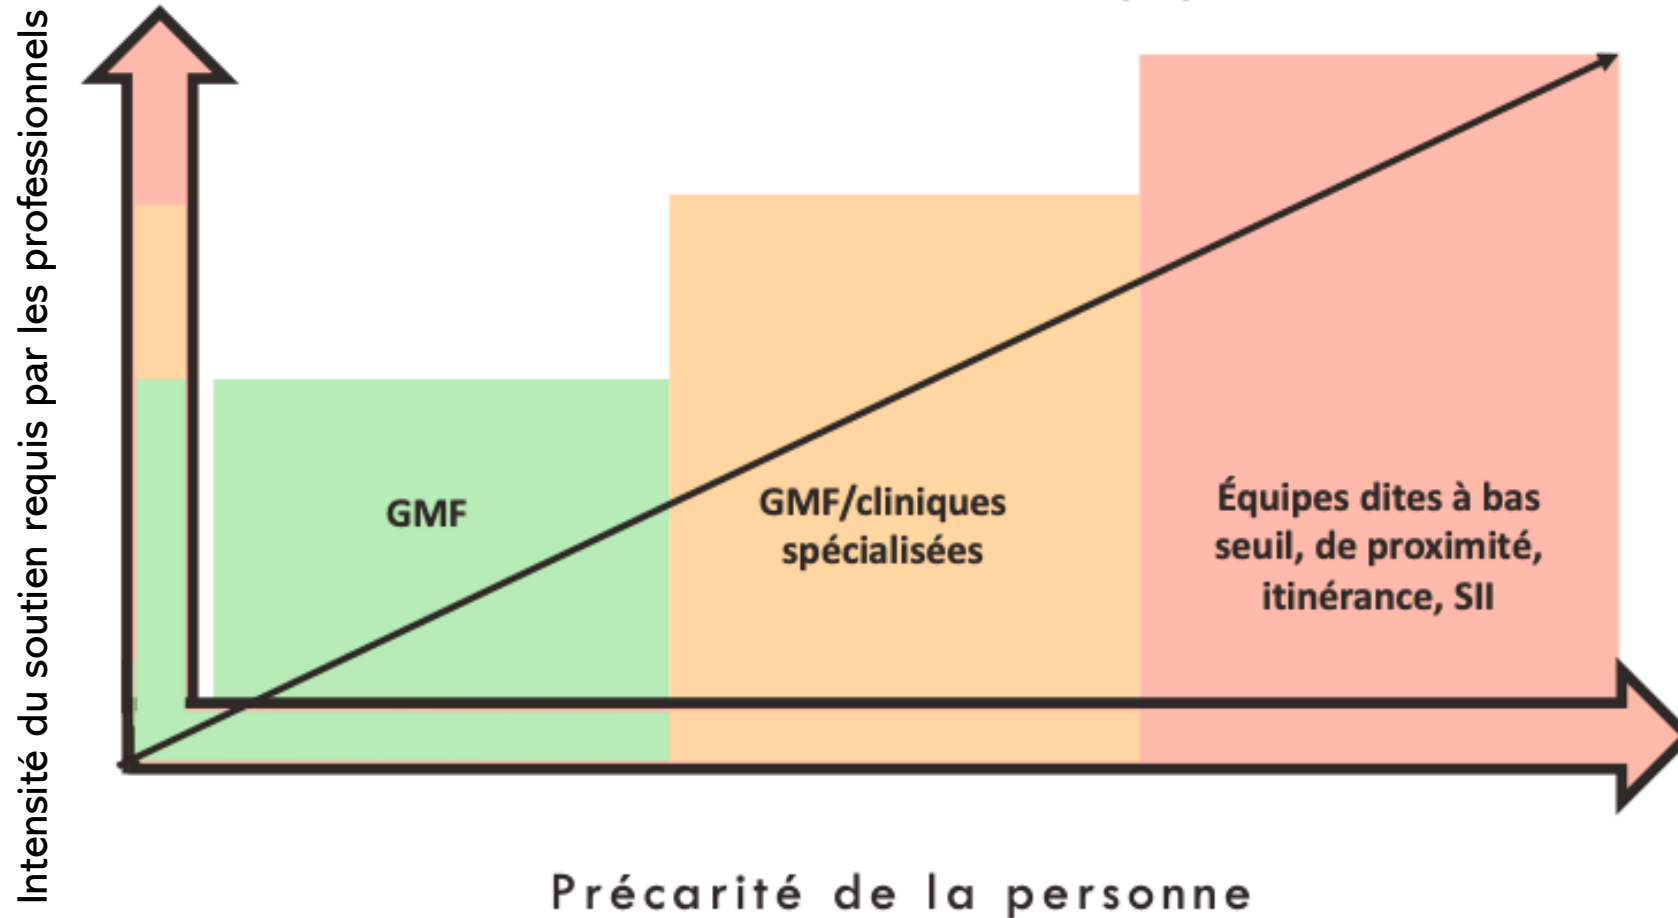 Intensité du soutien requis par les professionnels
GMF
GMF/cliniques
spécialisées
Équipes dites à bas
seuil, de proximité,
itinérance, SII
Précarité de la personne